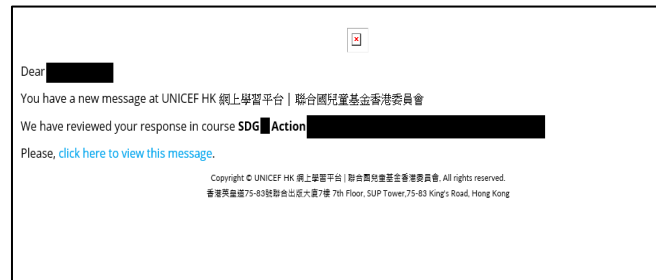 Dear
You have a new message at UNICEF HK 網上學習平台 | 聯合國兒童基金香港委員會
We have reviewed your response in course SDG Action
Please, click here to view this message.
Copyright © UNICEF HK 網上學習平台 | 聯合國兒童基金香港委員會, All rights reserved.
香港英皇道75-83號聯合出版大廈7樓 7th Floor, SUP Tower,75-83 King's Road, Hong Kong